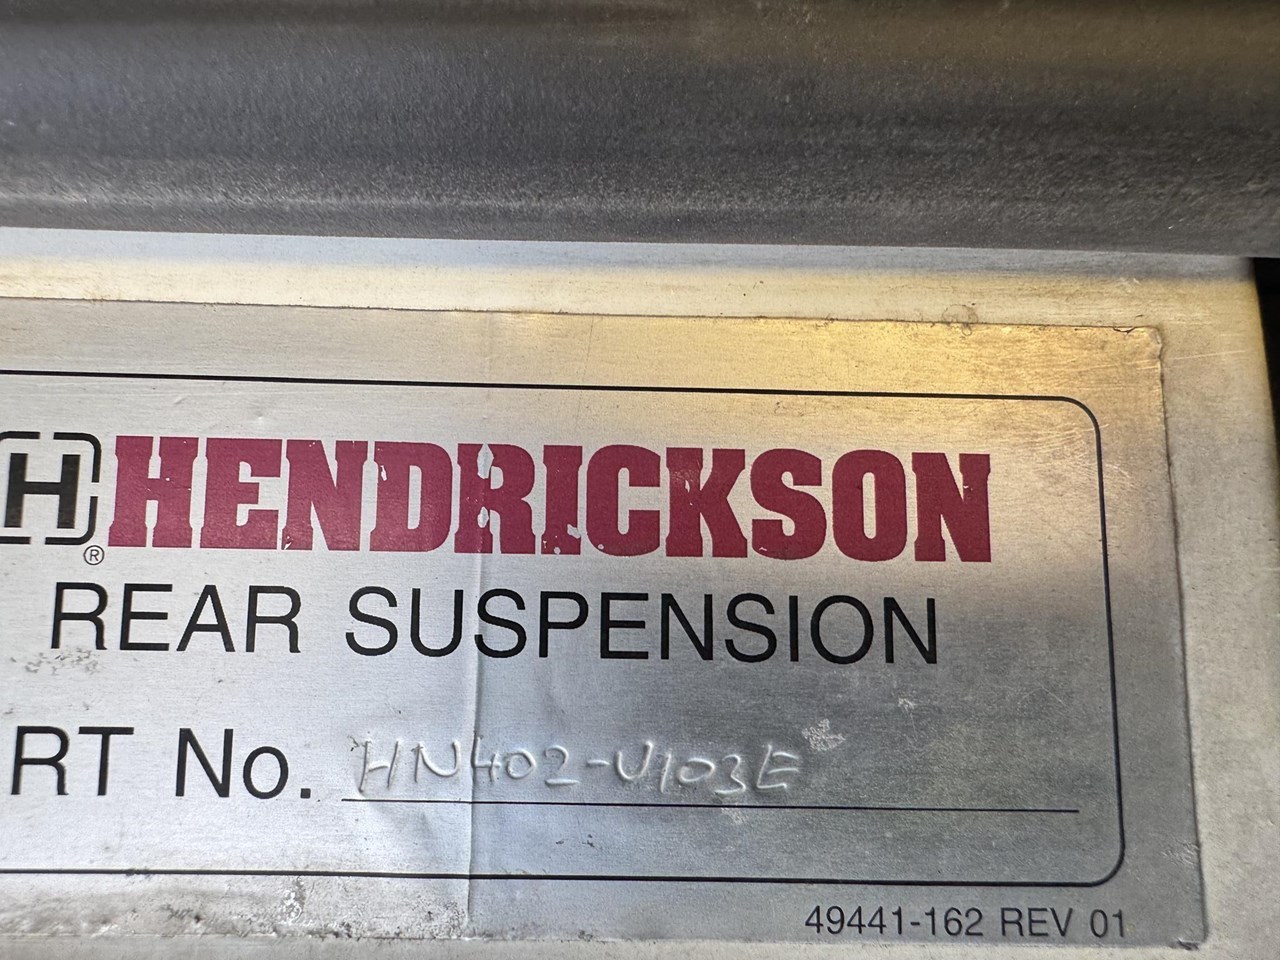 H HENDRICKSON
®
REAR SUSPENSION
RT No. HN402-U103E
49441-162 REV 01